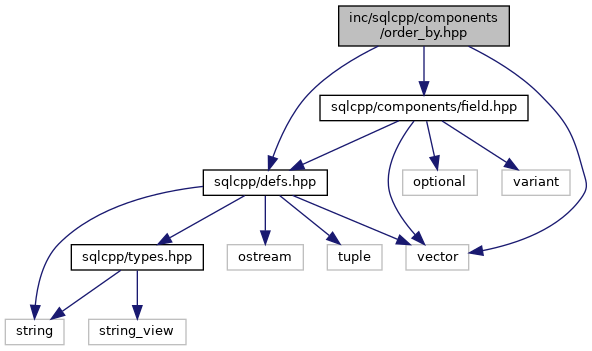 inc/sqlcpp/components
/order_by.hpp
sqlcpp/components/field.hpp
sqlcpp/defs.hpp
optional
variant
sqlcpp/types.hpp
ostream
tuple
vector
string
string_view